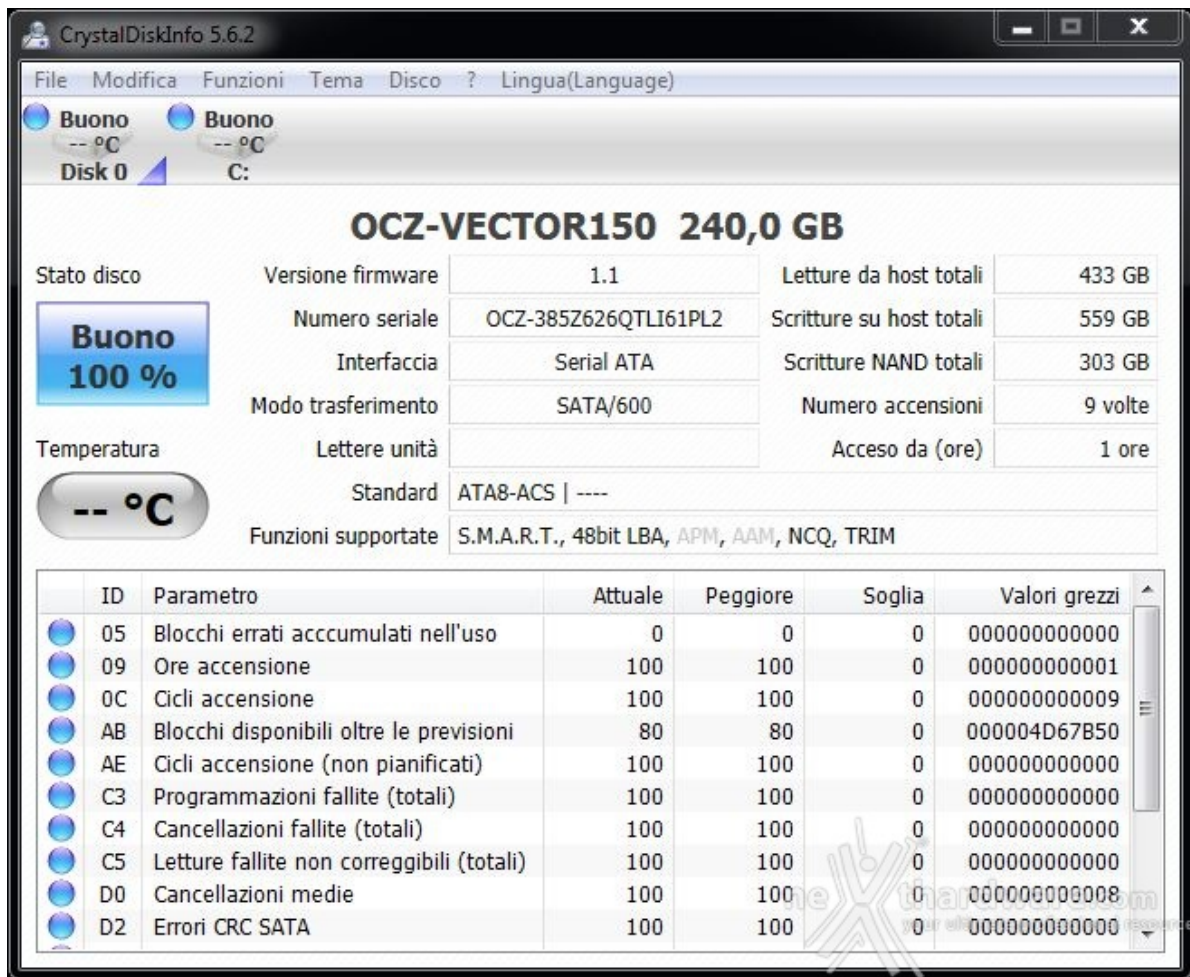 CrystalDiskInfo 5.6.2
File Modifica Funzioni Tema Disco ? Lingua(Language)
Buono Buono
-- °C -- °C
Disk 0 C:
OCZ-VECTOR150 240,0 GB
Stato disco Versione firmware 1.1 Letture da host totali 433 GB
Buono 100 % Numero seriale OCZ-385Z626QTLI61PL2 Scritture su host totali 559 GB
Interfaccia Serial ATA Scritture NAND totali 303 GB
Modo trasferimento SATA/600 Numero accensioni 9 volte
Temperatura Lettere unità Acceso da (ore) 1 ore
-- °C Standard ATA8-ACS | ----
Funzioni supportate S.M.A.R.T., 48bit LBA, APM, AAM, NCQ, TRIM
ID Parametro Attuale Peggiore Soglia Valori grezzi
05 Blocchi errati acccumulati nell'uso 0 0 0 000000000000
09 Ore accensione 100 100 0 000000000001
0C Cicli accensione 100 100 0 000000000009
AB Blocchi disponibili oltre le previsioni 80 80 0 000004D67B50
AE Cicli accensione (non pianificati) 100 100 0 000000000000
C3 Programmazioni fallite (totali) 100 100 0 000000000000
C4 Cancellazioni fallite (totali) 100 100 0 000000000000
C5 Letture fallite non correggibili (totali) 100 100 0 000000000000
D0 Cancellazioni medie 100 100 0 000000000008
D2 Errori CRC SATA 100 100 0 000000000000
nexthardware.com
your ultimate professional resource